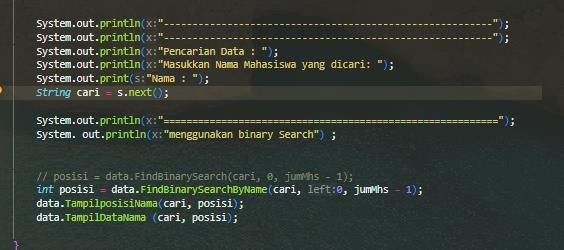 System.out.println(x:"----------------------------------------------------");
System.out.println(x:"----------------------------------------------------");
System.out.println(x:"Pencarian Data : ");
System.out.println(x:"Masukkan Nama Mahasiswa yang dicari: ");
System.out.print(s:"Nama : ");
String cari = s.next();
System.out.println(x:"=====================================================");
System. out.println(x:"menggunakan binary Search") ;
// posisi = data.FindBinarySearch(cari, 0, jumMhs - 1);
int posisi = data.FindBinarySearchByName(cari, left:0, jumMhs - 1);
data.TampilposisiNama(cari, posisi);
data.TampilDataNama (cari, posisi);
}